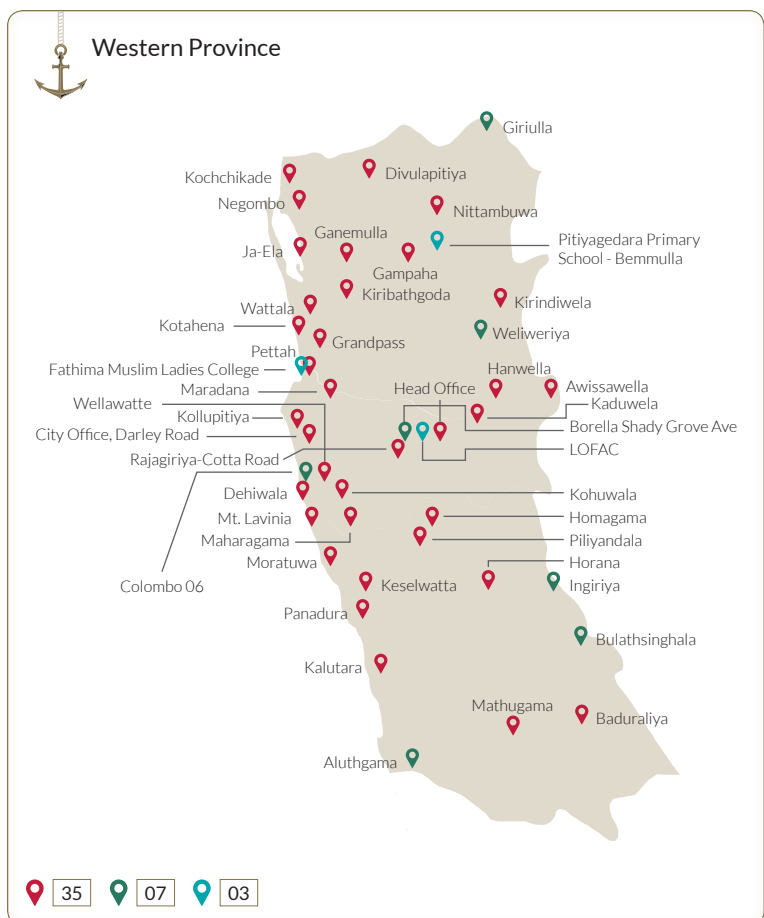 Western Province
Giriulla
Kochchikade
Divulapitiya
Negombo
Nittambuwa
Ganemulla
Ja-Ela
Pitiyagedara Primary
School - Bemmulla
Gampaha
Kiribathgoda
Wattala
Kirindiwela
Kotahena
Weliweriya
Grandpass
Pettah
Fathima Muslim Ladies College
Hanwella
Maradana
Head Office
Awissawella
Wellawatte
Kaduwela
Kollupitiya
Borella Shady Grove Ave
City Office, Darley Road
LOFAC
Rajagiriya-Cotta Road
Dehiwala
Kohuwala
Mt. Lavinia
Homagama
Maharagama
Piliyandala
Moratuwa
Horana
Colombo 06
Keselwatta
Ingiriya
Panadura
Bulathsinghala
Kalutara
Mathugama
Baduraliya
Aluthgama
35 07 03